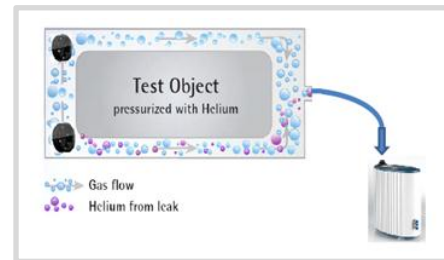 Test Object
pressurized with Helium
Gas flow
Helium from leak